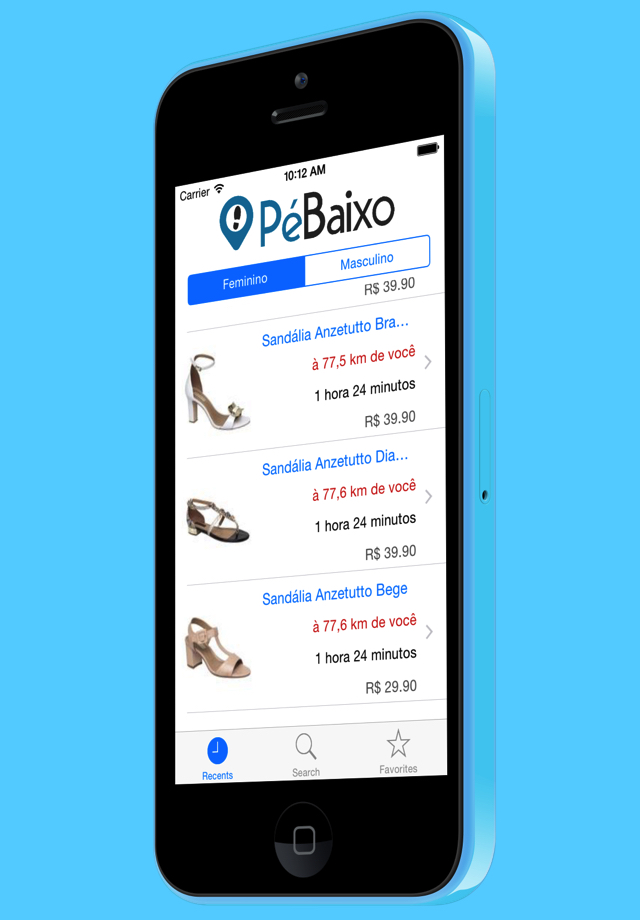 Carrier 10:12 AM
PéBaixo
Feminino Masculino
R$ 39.90
Sandália Anzetutto Bra...
à 77,5 km de você
1 hora 24 minutos
R$ 39.90
Sandália Anzetutto Dia...
à 77,6 km de você
1 hora 24 minutos
R$ 39.90
Sandália Anzetutto Bege
à 77,6 km de você
1 hora 24 minutos
R$ 29.90
Recents Search Favorites